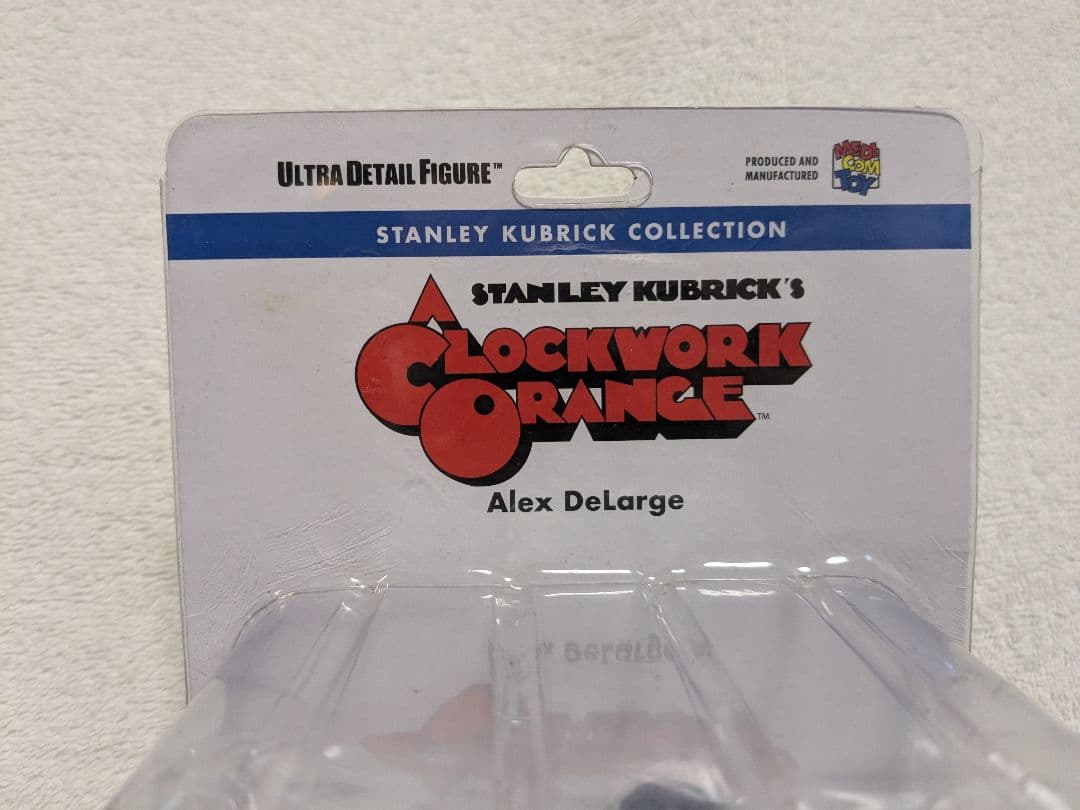 ULTRA DETAIL FIGURE™
PRODUCED AND
MANUFACTURED
MEDI
COM
TOY
STANLEY KUBRICK COLLECTION
STANLEY KUBRICK'S
A CLOCKWORK
ORANGE™
Alex DeLarge